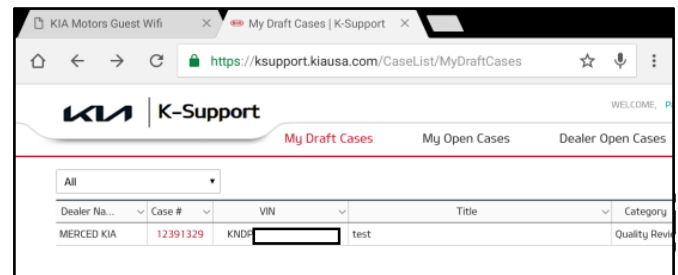 KIA Motors Guest Wifi My Draft Cases | K-Support
https://ksupport.kiausa.com/CaseList/MyDraftCases
KIA K-Support WELCOME,
My Draft Cases My Open Cases Dealer Open Cases
All
Dealer Na... Case # VIN Title Category
MERCED KIA 12391329 KNDP test Quality